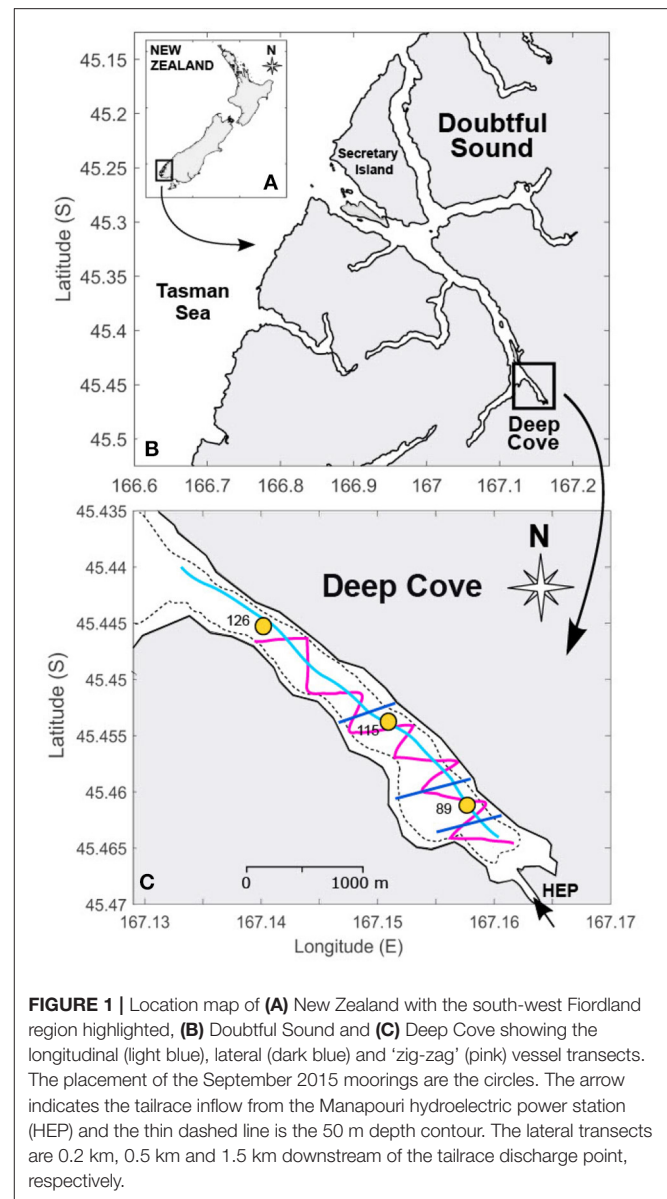 NEW
ZEALAND
N
A
45.15
45.2
45.25
45.3
45.35
45.4
45.45
45.5
Latitude (S)
Doubtful
Sound
Secretary
Island
Tasman
Sea
Deep
Cove
B
166.6 166.7 166.8 166.9 167 167.1 167.2
45.435
45.44
45.445
45.45
45.455
45.46
45.465
45.47
Latitude (S)
N
Deep Cove
126
115
89
0 1000 m
HEP
C
167.13 167.14 167.15 167.16 167.17
Longitude (E)
FIGURE 1 | Location map of (A) New Zealand with the south-west Fiordland
region highlighted, (B) Doubtful Sound and (C) Deep Cove showing the
longitudinal (light blue), lateral (dark blue) and ‘zig-zag’ (pink) vessel transects.
The placement of the September 2015 moorings are the circles. The arrow
indicates the tailrace inflow from the Manapouri hydroelectric power station
(HEP) and the thin dashed line is the 50 m depth contour. The lateral transects
are 0.2 km, 0.5 km and 1.5 km downstream of the tailrace discharge point,
respectively.